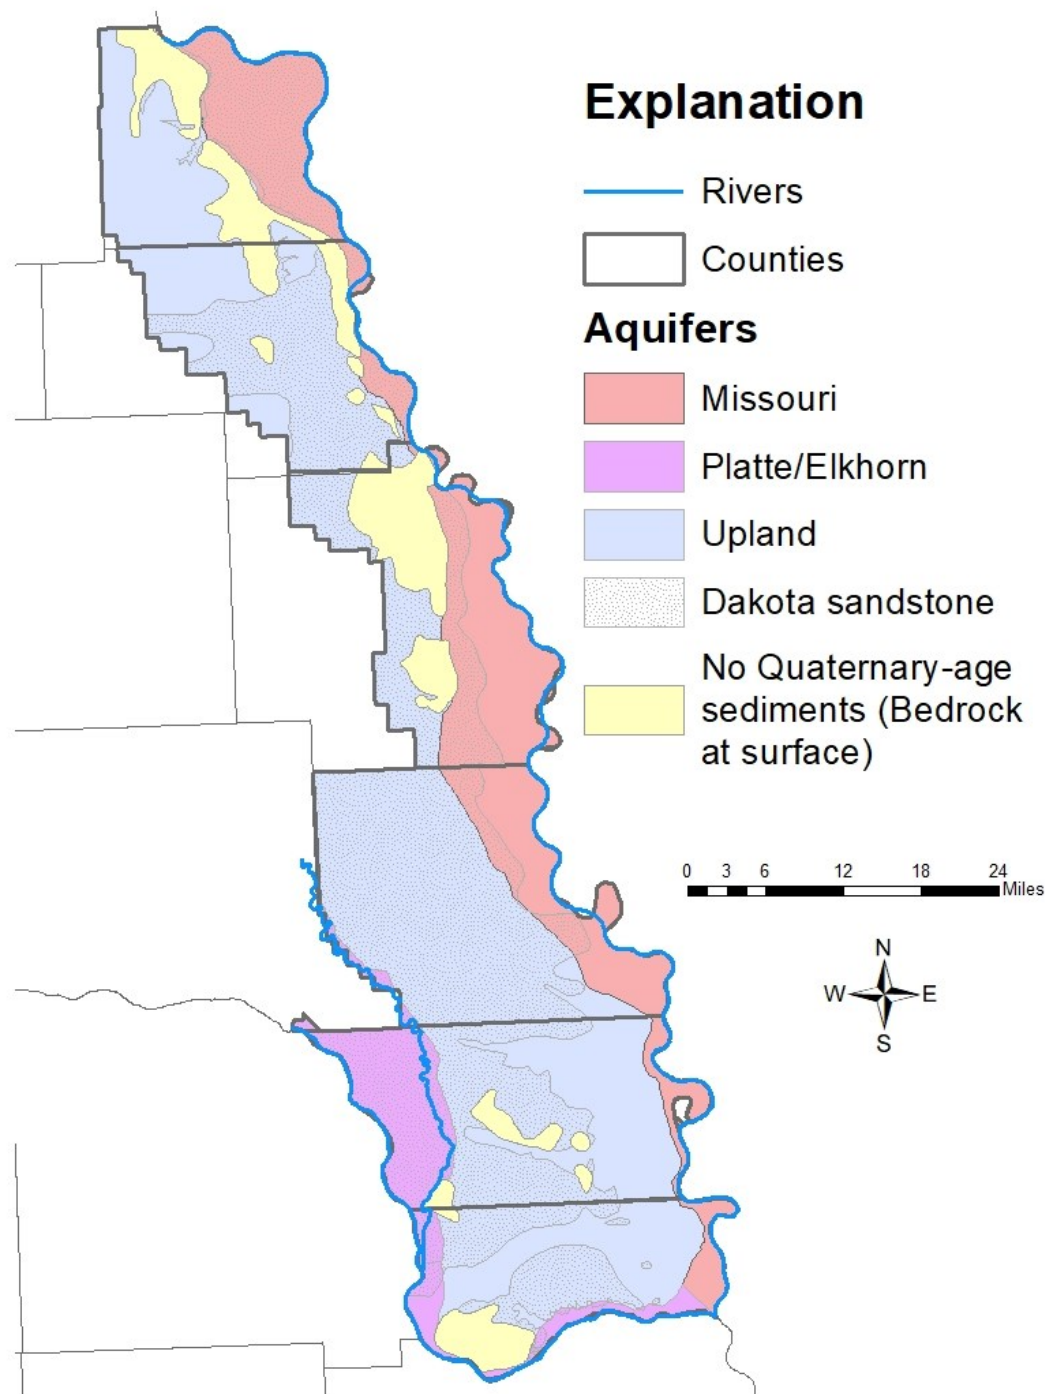 Explanation
Rivers
Counties
Aquifers
Missouri
Platte/Elkhorn
Upland
Dakota sandstone
No Quaternary-age
sediments (Bedrock
at surface)
0 3 6 12 18 24
Miles
N
W E
S